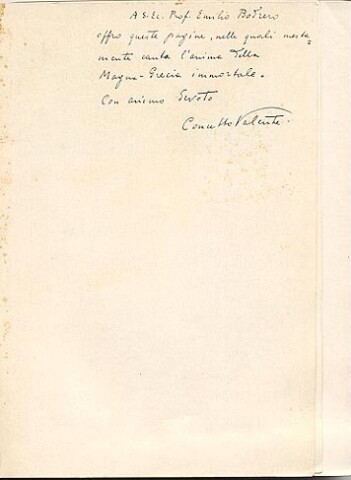 A S.Ec. Prof. Emilio Bodrero
offro queste pagine, nelle quali mesta
mente canta l'anima della
Magna-Grecia immortale.
Con animo devoto
Concetto Valente.